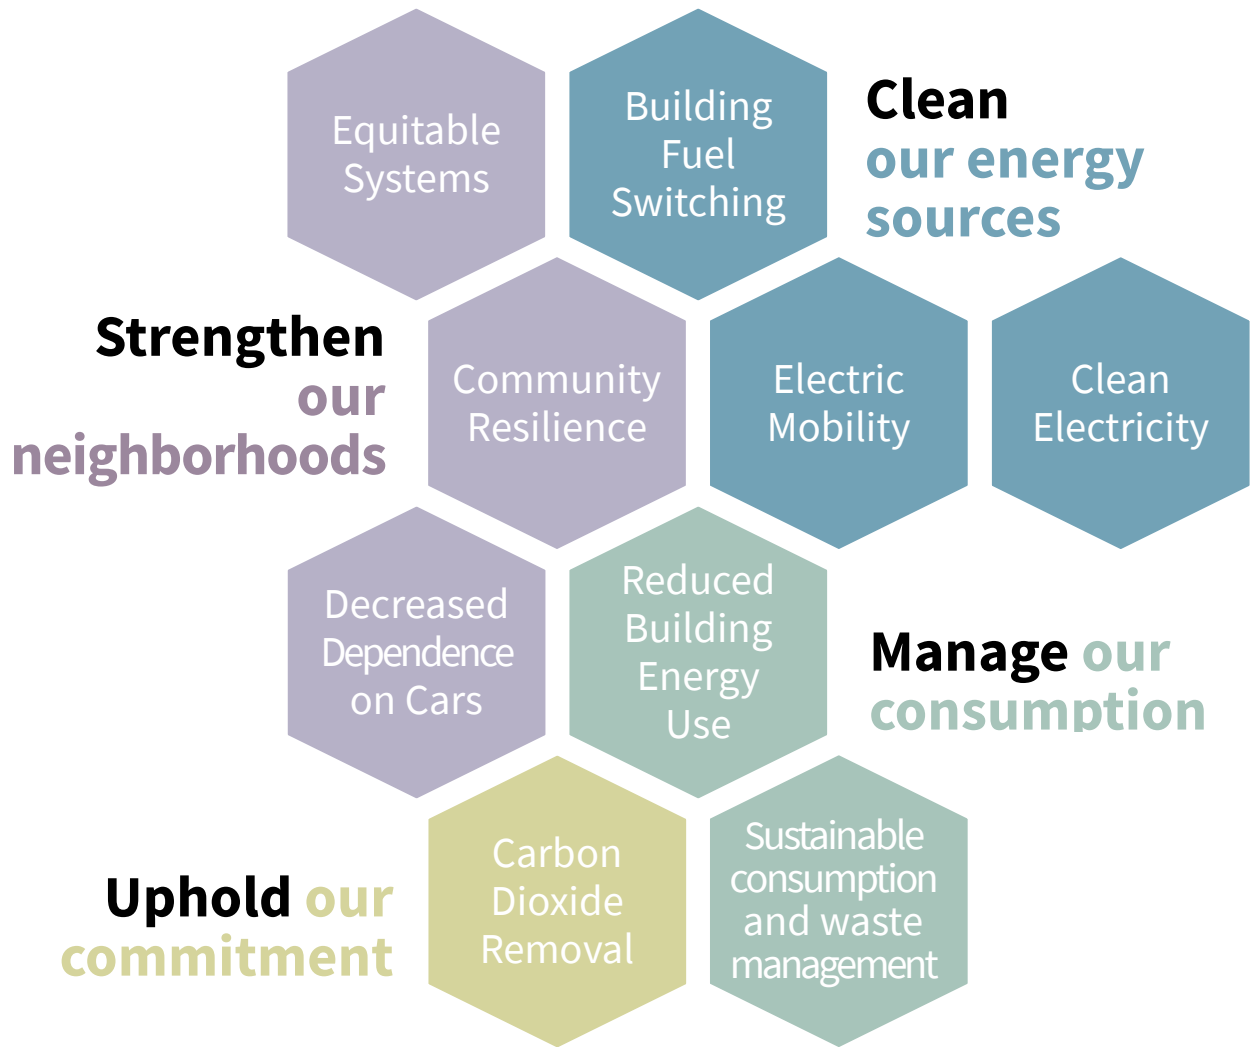 Equitable
Systems
Building
Fuel
Switching
Clean
our energy
sources
Strengthen
our
neighborhoods
Community
Resilience
Electric
Mobility
Clean
Electricity
Decreased
Dependence
on Cars
Reduced
Building
Energy
Use
Manage our
consumption
Uphold our
commitment
Carbon
Dioxide
Removal
Sustainable
consumption
and waste
management